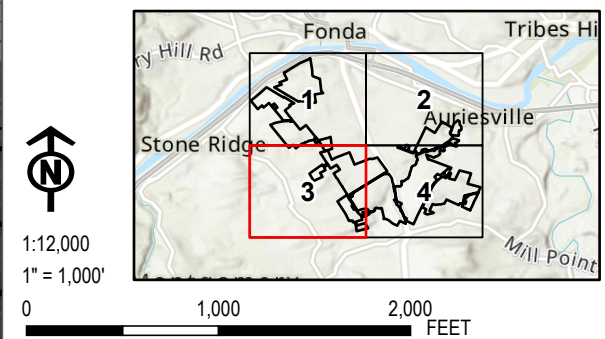 Fonda
Tribes Hi
ry Hill Rd
1
2
Auriesville
Stone Ridge
3
4
N
Mill Point
1:12,000
1" = 1,000'
Montgomery
0 1,000 2,000
FEET